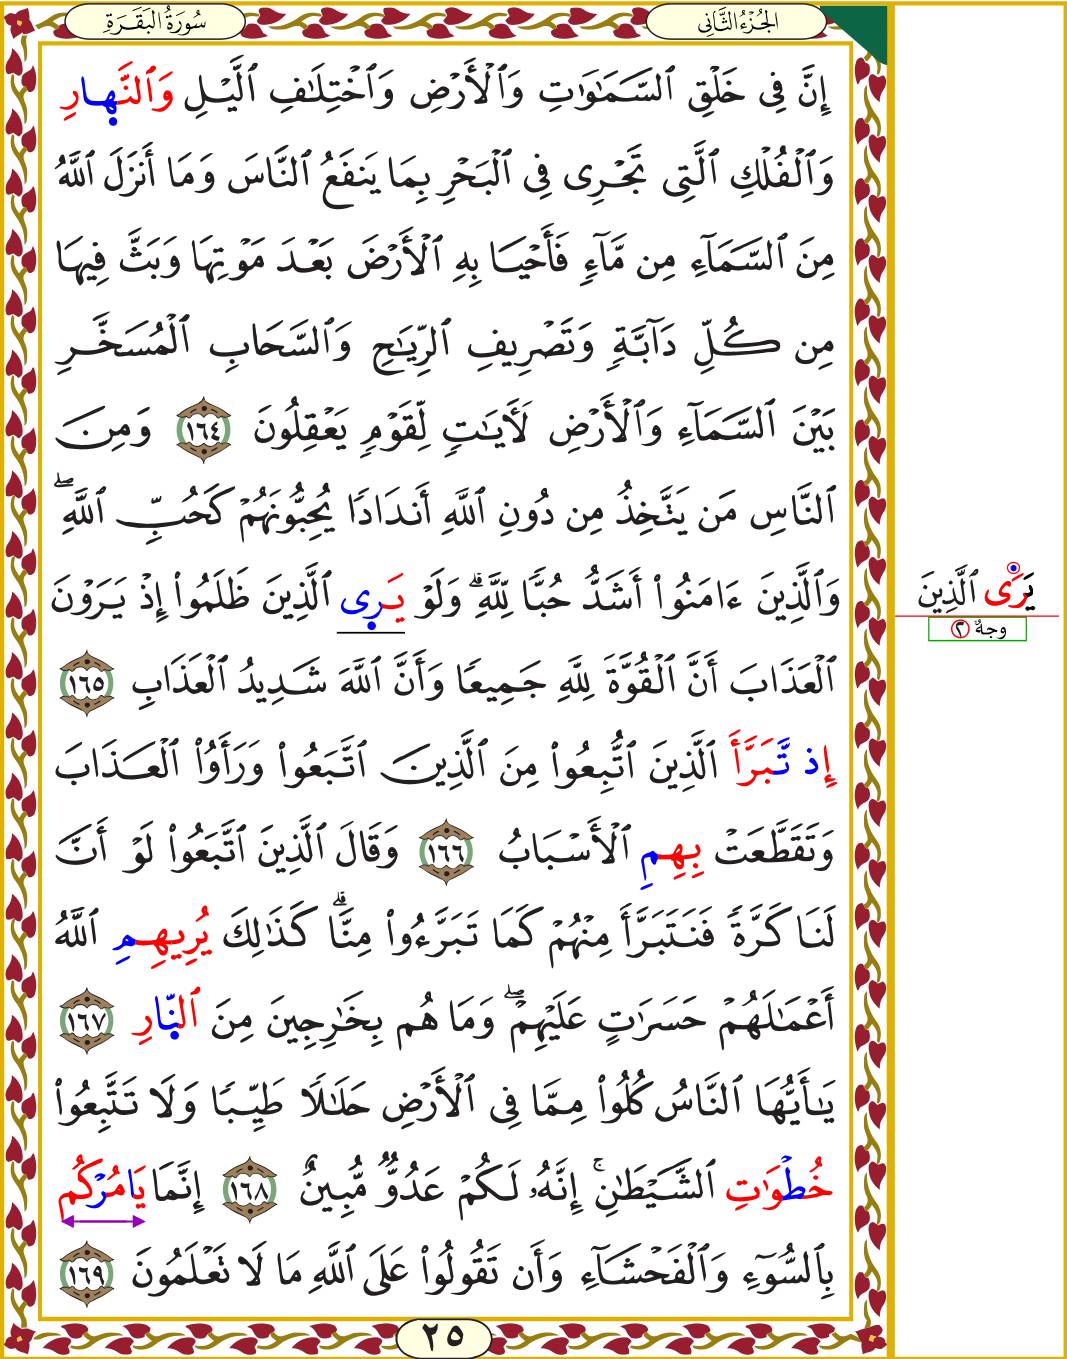 سُورَةُ البَقَرَةِ
الجُزْءُ الثَّانِي
إِنَّ فِي خَلْقِ ٱلسَّمَٰوَٰتِ وَٱلْأَرْضِ وَٱخْتِلَٰفِ ٱلَّيْلِ وَٱلنَّهِارِ
وَٱلْفُلْكِ ٱلَّتِي تَجْرِي فِي ٱلْبَحْرِ بِمَا يَنفَعُ ٱلنَّاسَ وَمَا أَنزَلَ ٱللَّهُ
مِنَ ٱلسَّمَآءِ مِن مَّآءٖ فَأَحْيَا بِهِ ٱلْأَرْضَ بَعْدَ مَوْتِهَا وَبَثَّ فِيهَا
مِن كُلِّ دَآبَّةٖ وَتَصْرِيفِ ٱلرِّيَٰحِ وَٱلسَّحَابِ ٱلْمُسَخَّرِ
بَيْنَ ٱلسَّمَآءِ وَٱلْأَرْضِ لَأٓيَٰتٖ لِّقَوْمٖ يَعْقِلُونَ ١٦٤ وَمِنَ
ٱلنَّاسِ مَن يَتَّخِذُ مِن دُونِ ٱللَّهِ أَندَادٗا يُحِبُّونَهُمْ كَحُبِّ ٱللَّهِۖ
وَٱلَّذِينَ ءَامَنُواْ أَشَدُّ حُبّٗا لِّلَّهِۗ وَلَوْ يَرِى ٱلَّذِينَ ظَلَمُواْ إِذْ يَرَوْنَ
يَرَى ٱلَّذِينَ
وجهٌ ٢
ٱلْعَذَابَ أَنَّ ٱلْقُوَّةَ لِلَّهِ جَمِيعٗا وَأَنَّ ٱللَّهَ شَدِيدُ ٱلْعَذَابِ ١٦٥
إِذ تَّبَرَّأَ ٱلَّذِينَ ٱتُّبِعُواْ مِنَ ٱلَّذِينَ ٱتَّبَعُواْ وَرَأَوُاْ ٱلْعَذَابَ
وَتَقَطَّعَتْ بِهِمِ ٱلْأَسْبَابُ ١٦٦ وَقَالَ ٱلَّذِينَ ٱتَّبَعُواْ لَوْ أَنَّ
لَنَا كَرَّةٗ فَنَتَبَرَّأَ مِنْهُمْ كَمَا تَبَرَّءُواْ مِنَّاۗ كَذَٰلِكَ يُرِيهِمِ ٱللَّهُ
أَعْمَٰلَهُمْ حَسَرَٰتٍ عَلَيْهِمْۖ وَمَا هُم بِخَٰرِجِينَ مِنَ ٱلنِّارِ ١٦٧
يَٰأَيُّهَا ٱلنَّاسُ كُلُواْ مِمَّا فِي ٱلْأَرْضِ حَلَٰلٗا طَيِّبٗا وَلَا تَتَّبِعُواْ
خُطْوَٰتِ ٱلشَّيْطَٰنِۚ إِنَّهُۥ لَكُمْ عَدُوّٞ مُّبِينٌ ١٦٨ إِنَّمَا يَامُرْكُم
بِٱلسُّوٓءِ وَٱلْفَحْشَآءِ وَأَن تَقُولُواْ عَلَى ٱللَّهِ مَا لَا تَعْلَمُونَ ١٦٩
٢٥